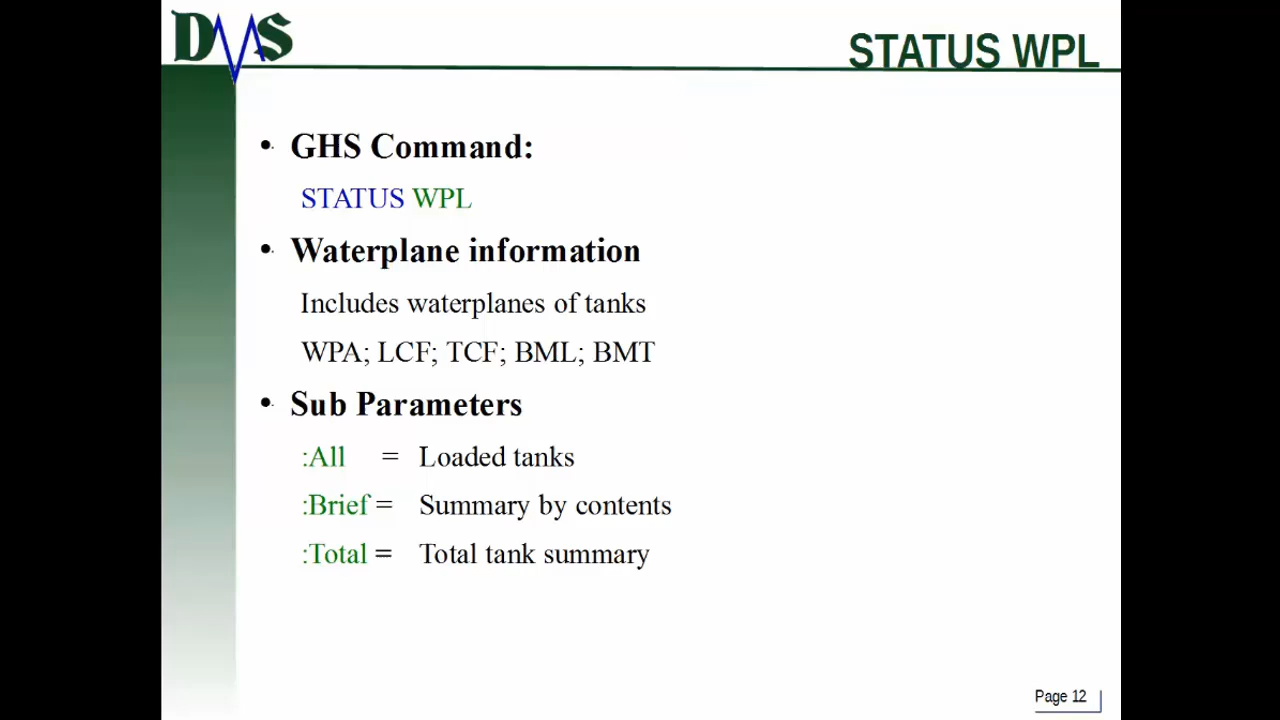 DMS
STATUS WPL
• GHS Command:
STATUS WPL
• Waterplane information
Includes waterplanes of tanks
WPA; LCF; TCF; BML; BMT
• Sub Parameters
:All = Loaded tanks
:Brief = Summary by contents
:Total = Total tank summary
Page 12